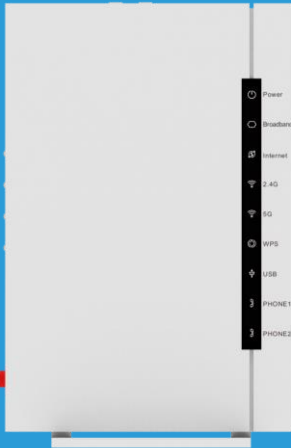 Power
Broadband
Internet
2.4G
5G
WPS
USB
PHONE1
PHONE2